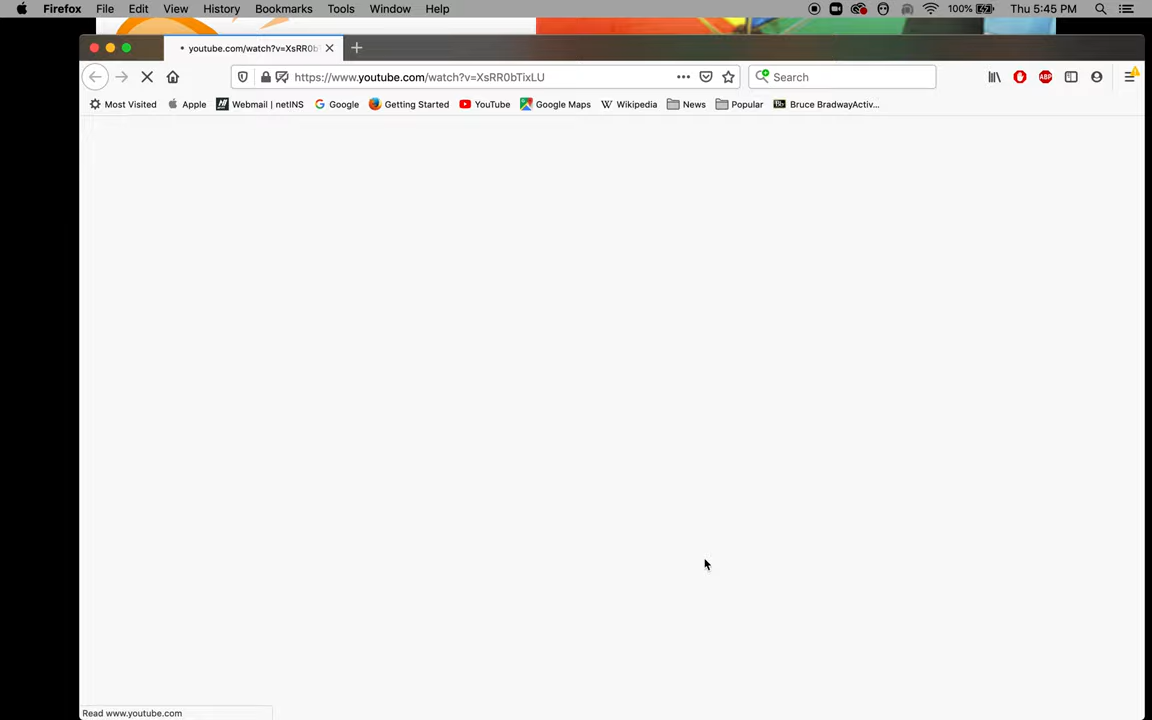 Firefox File Edit View History Bookmarks Tools Window Help 100% Thu 5:45 PM
youtube.com/watch?v=XsRR0b
https://www.youtube.com/watch?v=XsRR0bTixLU Search ABP
Most Visited Apple Webmail | netINS Google Getting Started YouTube Google Maps Wikipedia News Popular Bruce BradwayActiv...
Read www.youtube.com